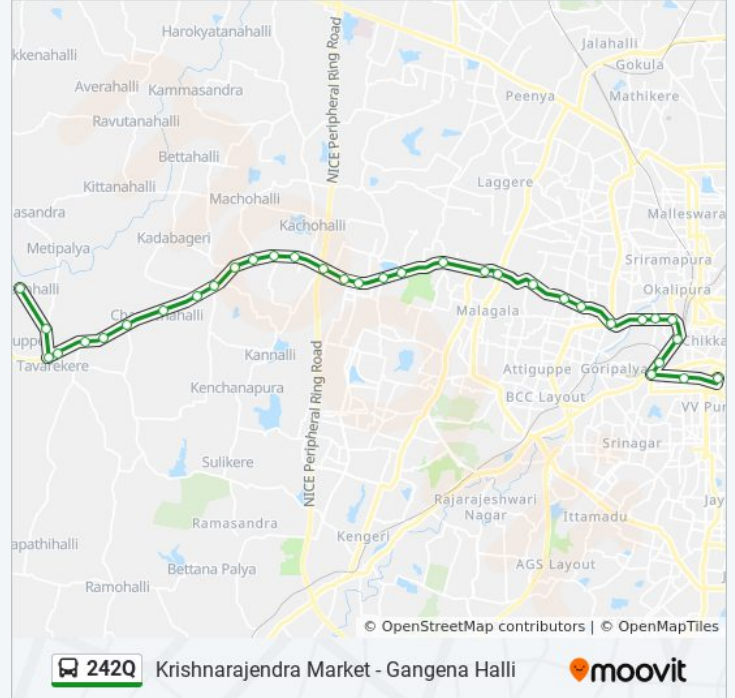 Harokyatanahalli
Jalahalli
kkenahalli
Gokula
Averahalli Kammasandra
Peenya
Mathikere
NICE Peripheral Ring Road
Ravutanahalli
Bettahalli
Kittanahalli
Laggere
Machohalli
asandra
Malleswara
Kachohalli
Kadabageri
Metipalya
Sriramapura
ahalli
Okalipura
Malagala
Chikka
Tavarekere
Kannalli
Attiguppe Goripalya
Kenchanapura
BCC Layout
VV Pur
NICE Peripheral Ring Road
Srinagar
Sulikere
Rajarajeshwari
Nagar
Jay
Ramasandra
Ittamadu
Kengeri
apathihalli
Bettana Palya
AGS Layout
Ramohalli
© OpenStreetMap contributors | © OpenMapTiles
242Q Krishnarajendra Market - Gangena Halli
moovit